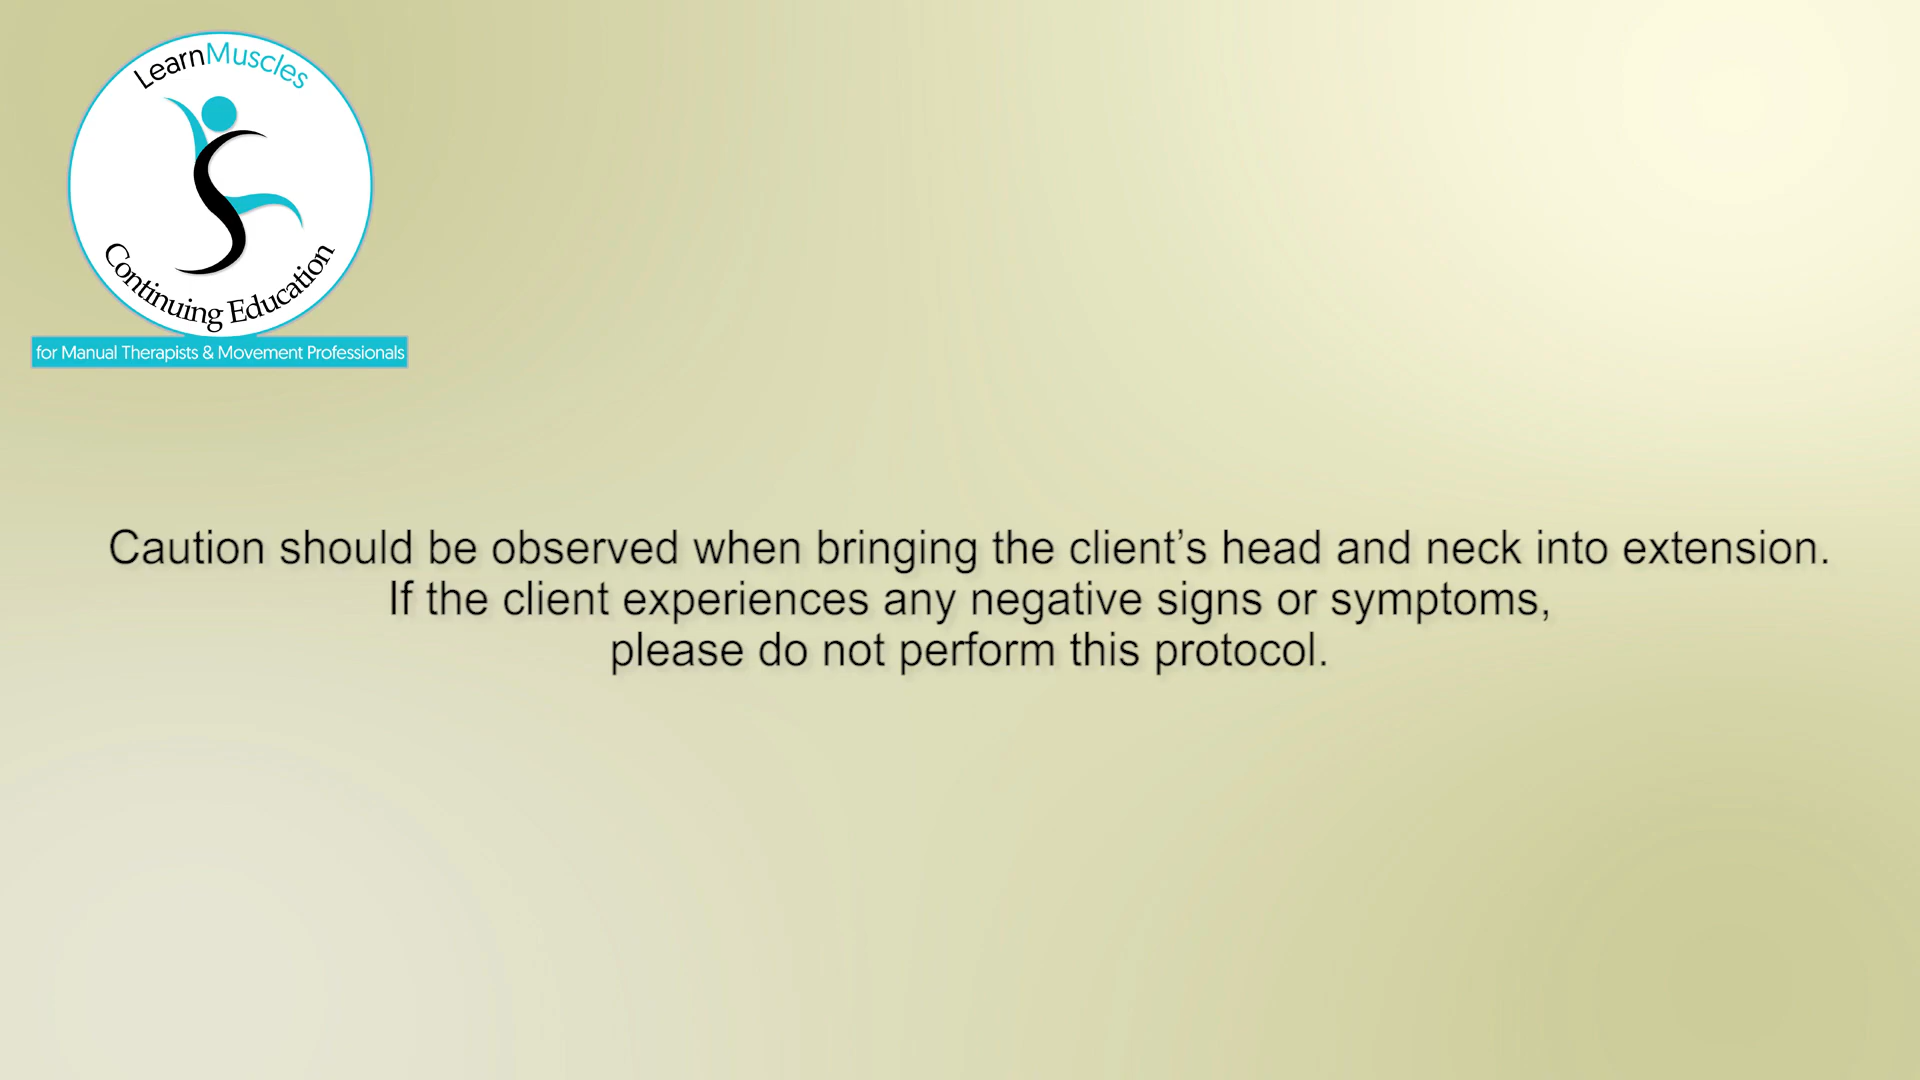 LearnMuscles
Continuing Education
for Manual Therapists & Movement Professionals
Caution should be observed when bringing the client’s head and neck into extension.
If the client experiences any negative signs or symptoms,
please do not perform this protocol.